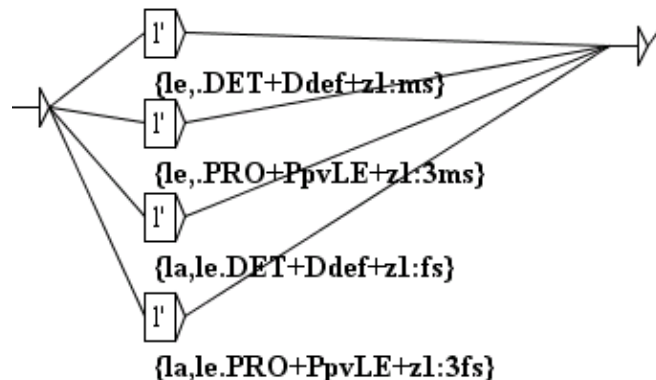 l'
{le,.DET+Ddef+z1:ms}
l'
{le,.PRO+PpvLE+z1:3ms}
l'
{la,le.DET+Ddef+z1:fs}
l'
{la,le.PRO+PpvLE+z1:3fs}